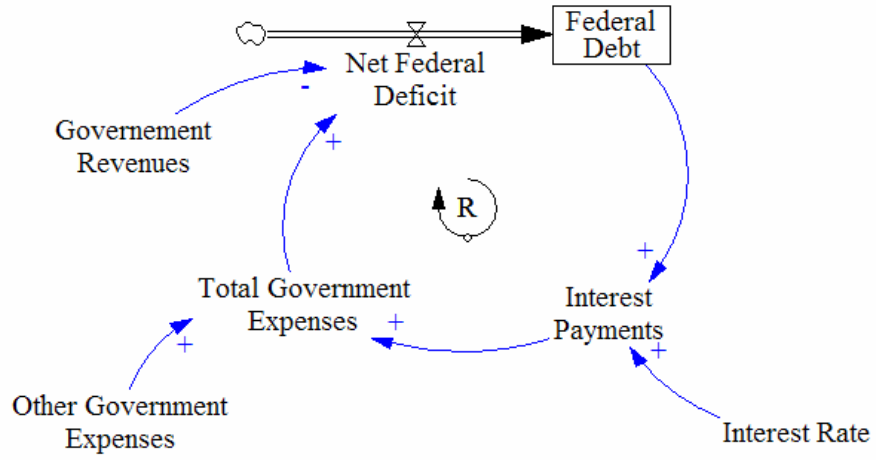 Federal
Debt
Net Federal
Deficit
-
Governement
Revenues
+
R
+
Total Government
Expenses
+
Interest
Payments
+
+
Other Government
Expenses
Interest Rate